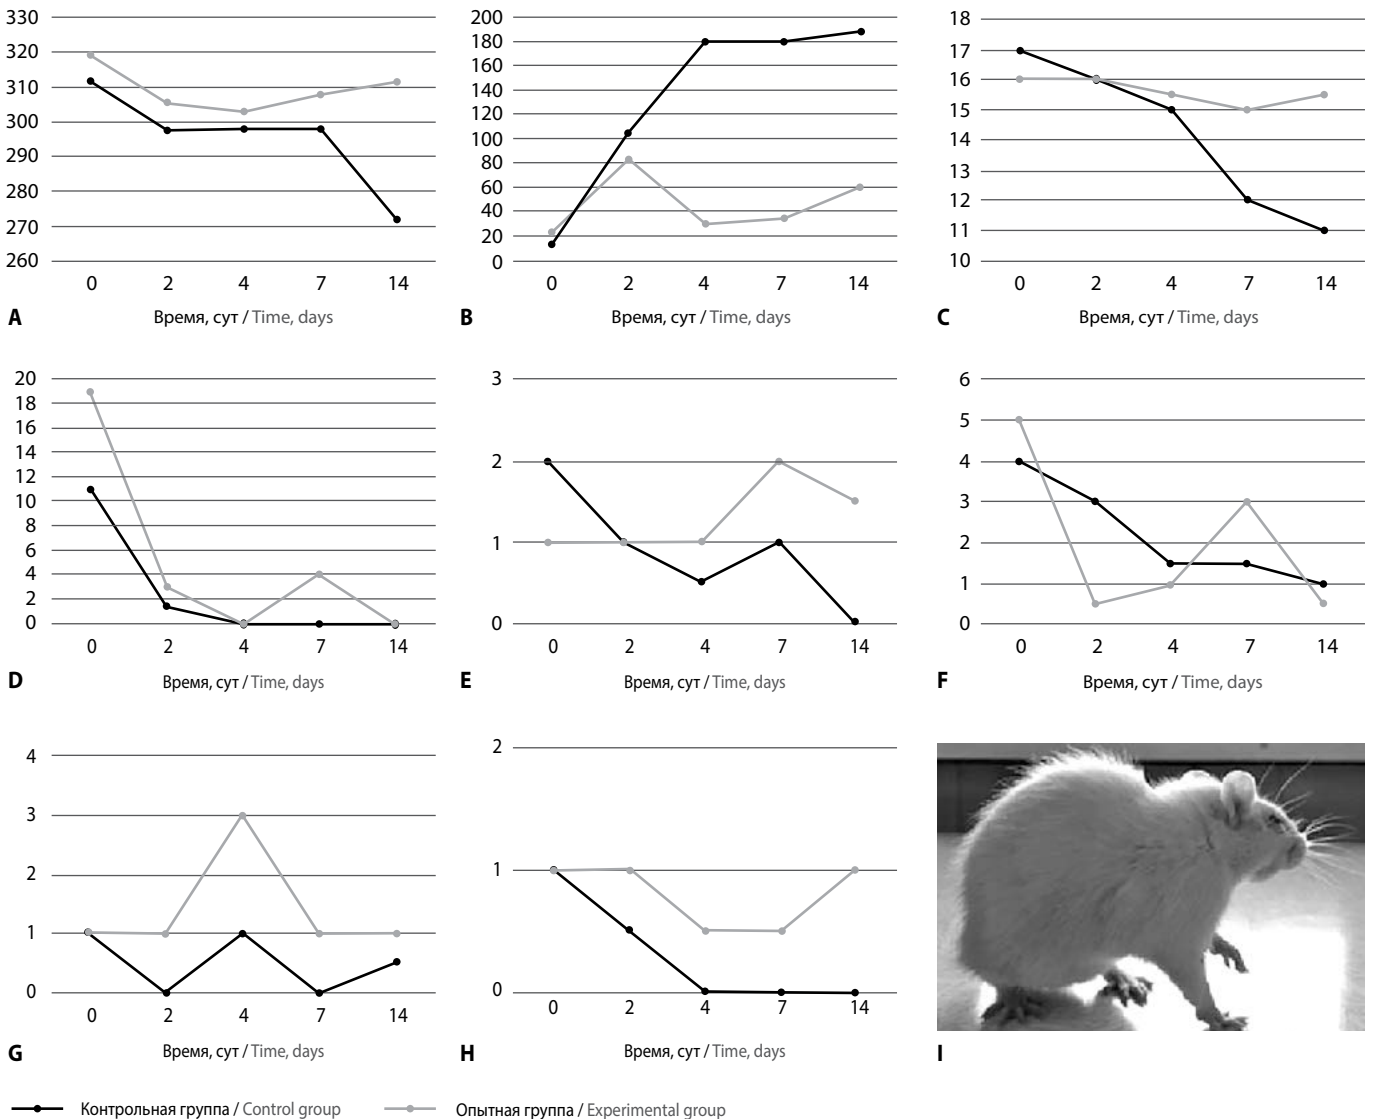 330
320
310
300
290
280
270
260
0 2 4 7 14
Время, сут / Time, days
A
200
180
160
140
120
100
80
60
40
20
0
0 2 4 7 14
Время, сут / Time, days
B
18
17
16
15
14
13
12
11
10
0 2 4 7 14
Время, сут / Time, days
C
20
18
16
14
12
10
8
6
4
2
0
0 2 4 7 14
Время, сут / Time, days
D
3
2
1
0
0 2 4 7 14
Время, сут / Time, days
E
6
5
4
3
2
1
0
0 2 4 7 14
Время, сут / Time, days
F
4
3
2
1
0
0 2 4 7 14
Время, сут / Time, days
G
2
1
0
0 2 4 7 14
Время, сут / Time, days
H
I
Контрольная группа / Control group
Опытная группа / Experimental group